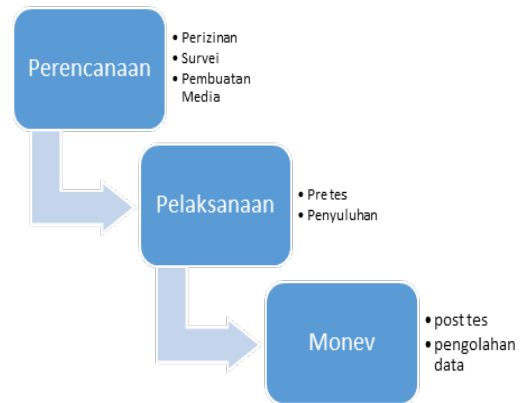 Perencanaan
• Perizinan
• Survei
• Pembuatan
Media
Pelaksanaan
• Pre tes
• Penyuluhan
Monev
• post tes
• pengolahan
data